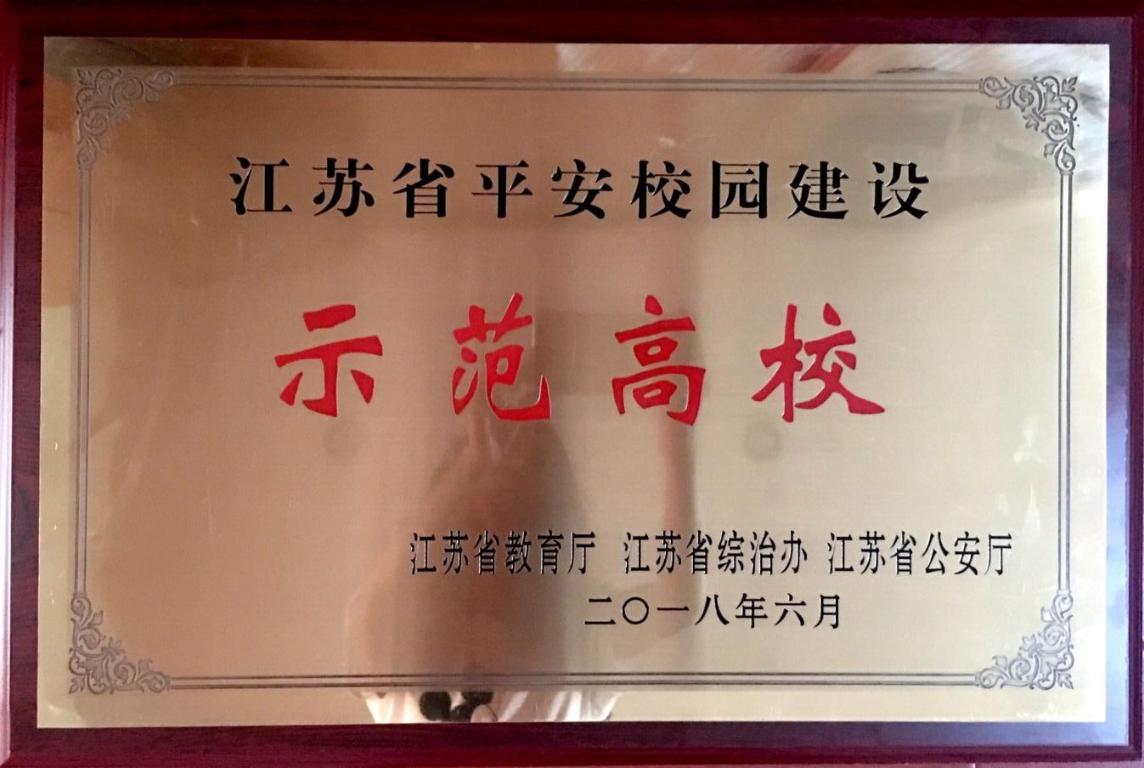 江苏省平安校园建设
示范高校
江苏省教育厅 江苏省综治办 江苏省公安厅
二〇一八年六月